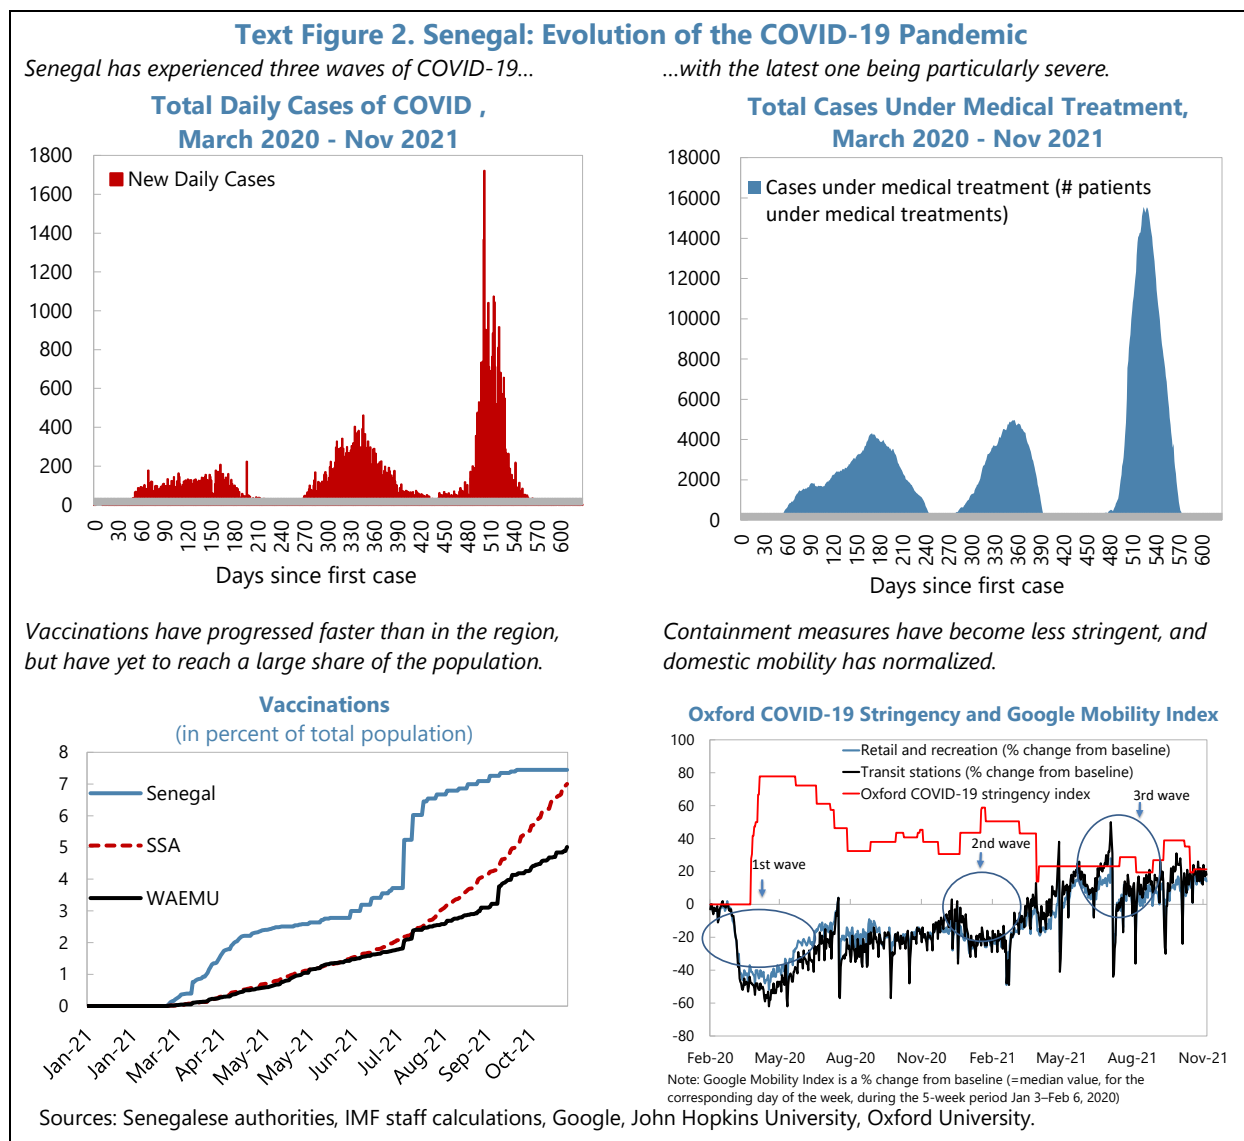 Text Figure 2. Senegal: Evolution of the COVID-19 Pandemic
Senegal has experienced three waves of COVID-19...
Total Daily Cases of COVID ,
March 2020 - Nov 2021
1800
1600
1400
1200
1000
800
600
400
200
0
New Daily Cases
0 30 60 90 120 150 180 210 240 270 300 330 360 390 420 450 480 510 540 570 600
Days since first case
...with the latest one being particularly severe.
Total Cases Under Medical Treatment,
March 2020 - Nov 2021
18000
16000
14000
12000
10000
8000
6000
4000
2000
0
Cases under medical treatment (# patients
under medical treatments)
0 30 60 90 120 150 180 210 240 270 300 330 360 390 420 450 480 510 540 570 600
Days since first case
Vaccinations have progressed faster than in the region,
but have yet to reach a large share of the population.
Vaccinations
(in percent of total population)
8
7
6
5
4
3
2
1
0
Senegal
SSA
WAEMU
Jan-21 Jan-21 Mar-21 Apr-21 May-21 May-21 Jun-21 Jul-21 Aug-21 Sep-21 Oct-21
Containment measures have become less stringent, and
domestic mobility has normalized.
Oxford COVID-19 Stringency and Google Mobility Index
100
80
60
40
20
0
-20
-40
-60
-80
Retail and recreation (% change from baseline)
Transit stations (% change from baseline)
Oxford COVID-19 stringency index
1st wave
2nd wave
3rd wave
Feb-20 May-20 Aug-20 Nov-20 Feb-21 May-21 Aug-21 Nov-21
Note: Google Mobility Index is a % change from baseline (=median value, for the
corresponding day of the week, during the 5-week period Jan 3–Feb 6, 2020)
Sources: Senegalese authorities, IMF staff calculations, Google, John Hopkins University, Oxford University.